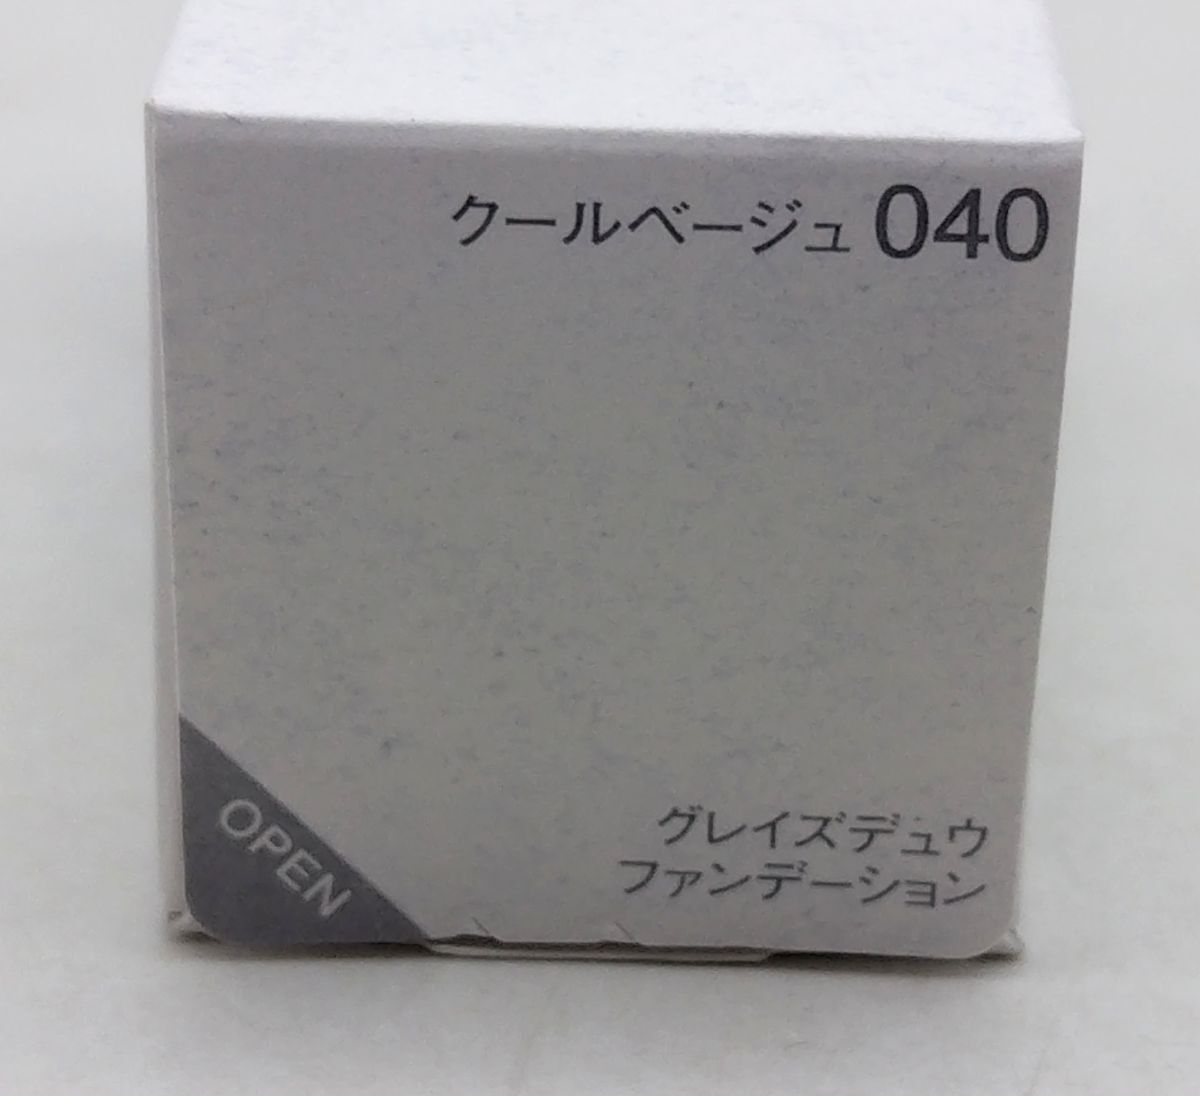 クールベージュ 040
グレイズデュウ
ファンデーション
OPEN